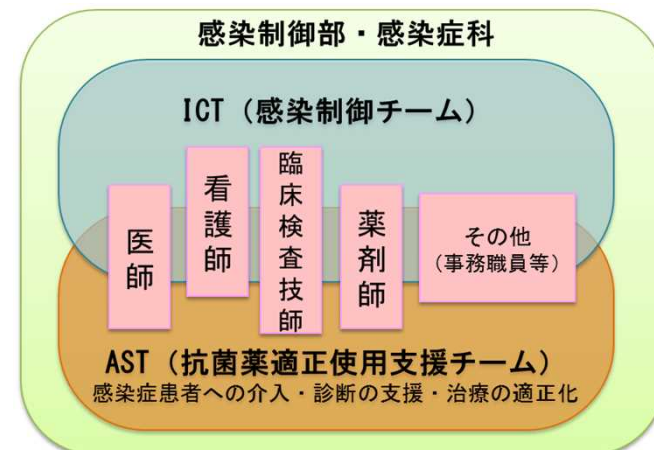 感染制御部・感染症科
ICT（感染制御チーム）
医師
看護師
臨床検査技師
薬剤師
その他
（事務職員等）
AST（抗菌薬適正使用支援チーム）
感染症患者への介入・診断の支援・治療の適正化